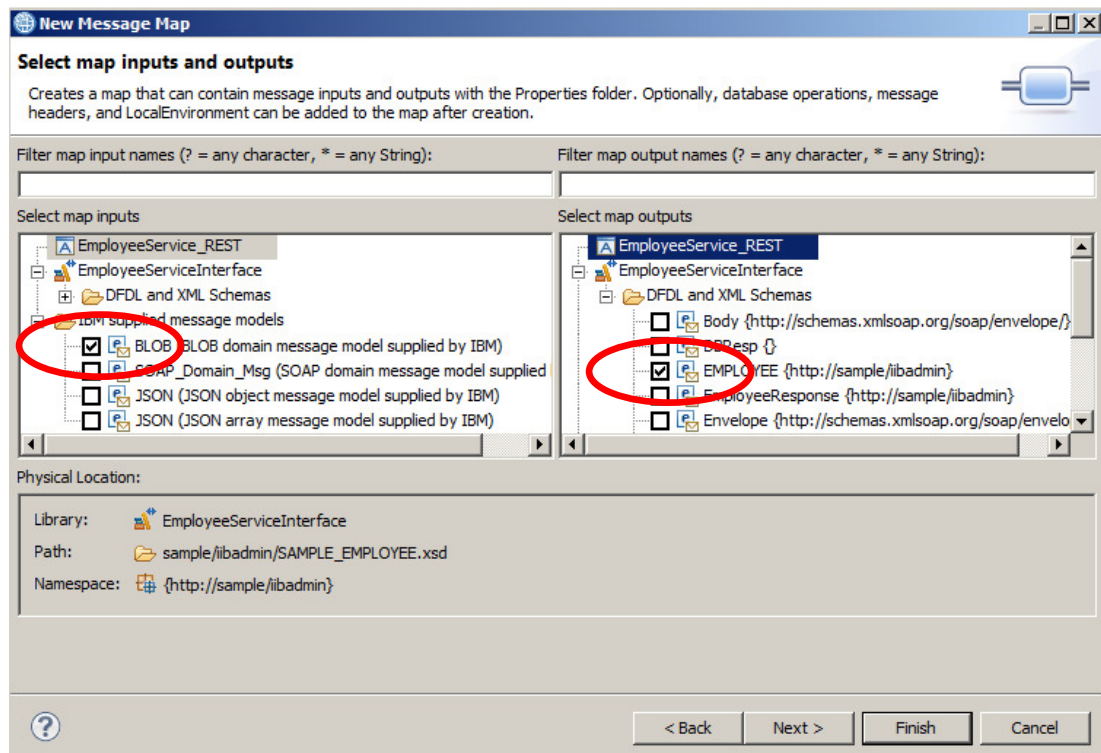 New Message Map
Select map inputs and outputs
Creates a map that can contain message inputs and outputs with the Properties folder. Optionally, database operations, message
headers, and LocalEnvironment can be added to the map after creation.
Filter map input names (? = any character, * = any String):
Filter map output names (? = any character, * = any String):
Select map inputs
EmployeeService_REST
EmployeeServiceInterface
DFDL and XML Schemas
IBM supplied message models
BLOB (BLOB domain message model supplied by IBM)
SOAP_Domain_Msg (SOAP domain message model supplied
JSON (JSON object message model supplied by IBM)
JSON (JSON array message model supplied by IBM)
Select map outputs
EmployeeService_REST
EmployeeServiceInterface
DFDL and XML Schemas
Body {http://schemas.xmlsoap.org/soap/envelope/}
DBResp {}
EMPLOYEE {http://sample/iibadmin}
EmployeeResponse {http://sample/iibadmin}
Envelope {http://schemas.xmlsoap.org/soap/envelo
Physical Location:
Library: EmployeeServiceInterface
Path: sample/iibadmin/SAMPLE_EMPLOYEE.xsd
Namespace: {http://sample/iibadmin}
< Back Next > Finish Cancel